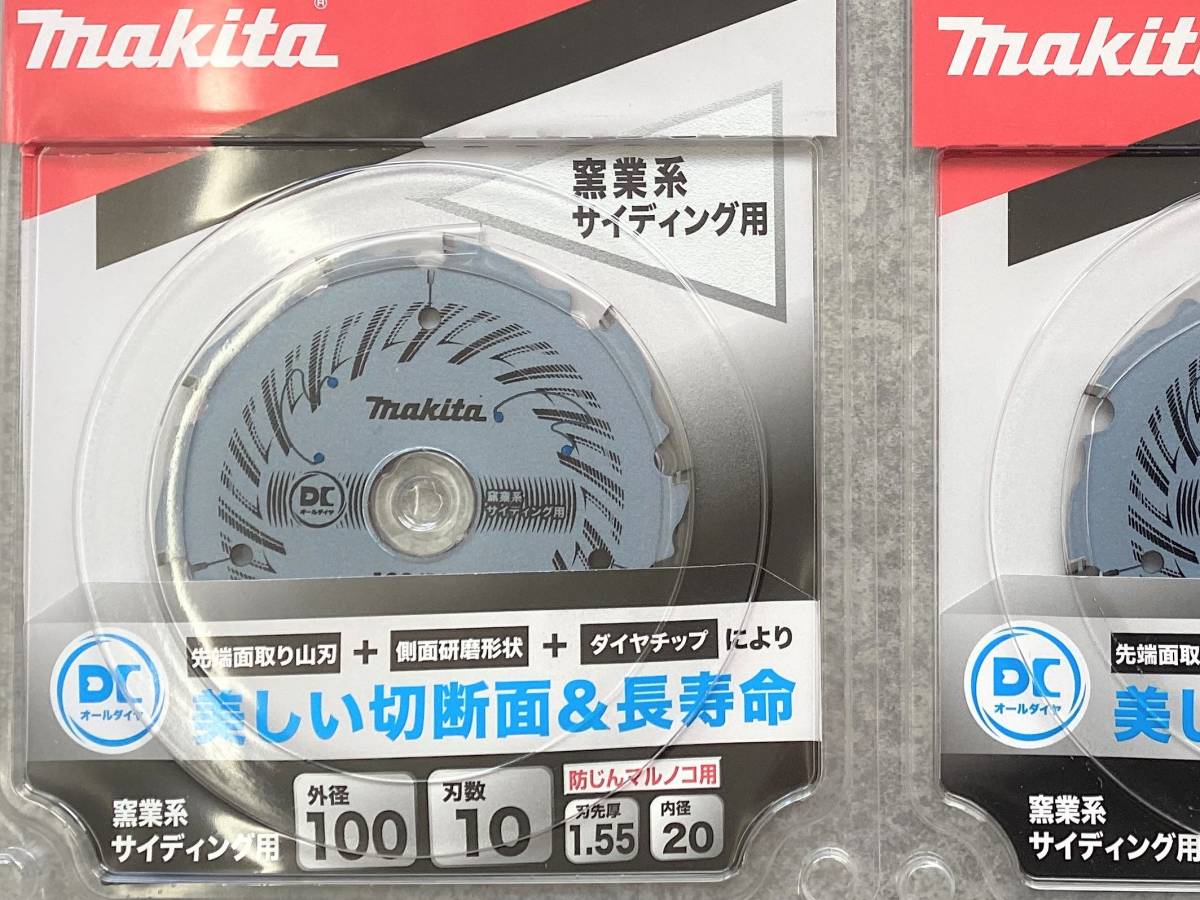 makita®
窯業系
サイディング用
makita
DC
オールダイヤ
窯業系
サイディング用
先端面取り山刃 + 側面研磨形状 + ダイヤチップ により
美しい切断面&長寿命
DC
オールダイヤ
窯業系
サイディング用
外径
100
刃数
10
防じんマルノコ用
刃先厚
1.55
内径
20
makit
DC
オールダイヤ
先端面取
美し
窯業系
サイディング用